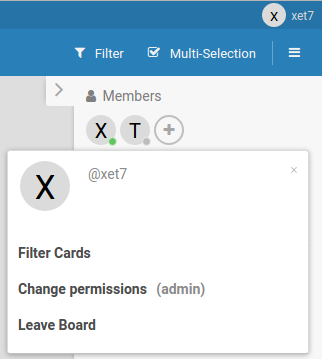 X xet7
Filter Multi-Selection
Members
X T
X @xet7 ×
Filter Cards
Change permissions (admin)
Leave Board